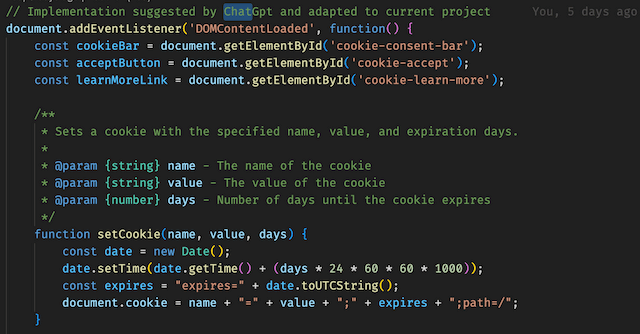 // Implementation suggested by ChatGpt and adapted to current project You, 5 days ago
document.addEventListener('DOMContentLoaded', function() {
    const cookieBar = document.getElementById('cookie-consent-bar');
    const acceptButton = document.getElementById('cookie-accept');
    const learnMoreLink = document.getElementById('cookie-learn-more');

    /**
     * Sets a cookie with the specified name, value, and expiration days.
     *
     * @param {string} name - The name of the cookie
     * @param {string} value - The value of the cookie
     * @param {number} days - Number of days until the cookie expires
     */
    function setCookie(name, value, days) {
        const date = new Date();
        date.setTime(date.getTime() + (days * 24 * 60 * 60 * 1000));
        const expires = "expires=" + date.toUTCString();
        document.cookie = name + "=" + value + ";" + expires + ";path=/";
    }